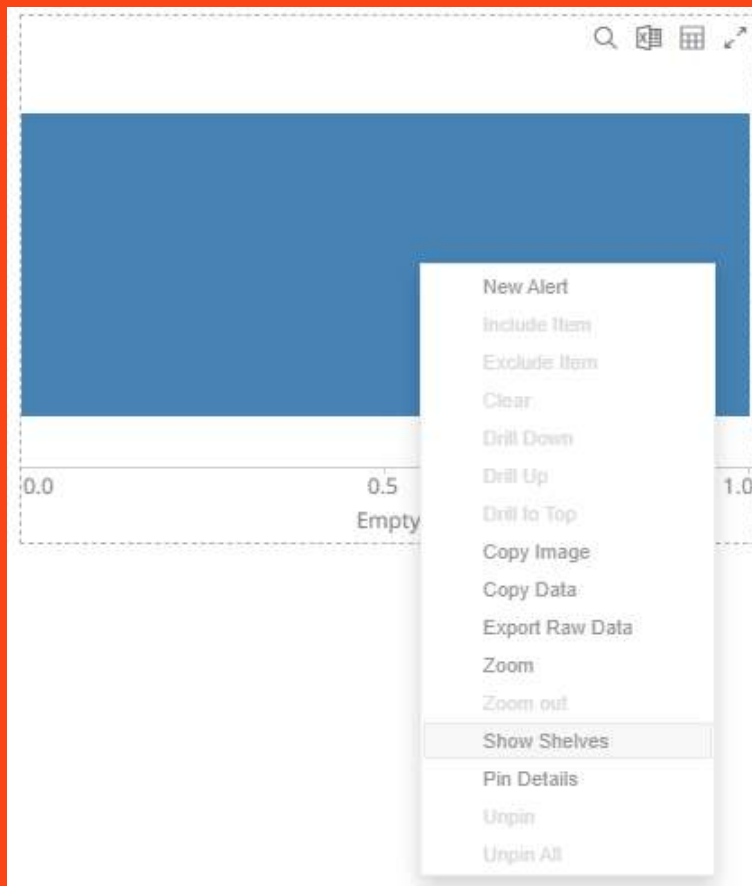 New Alert
Include Item
Exclude Item
Clear
Drill Down
Drill Up
Drill to Top
Copy Image
Copy Data
Export Raw Data
Zoom
Zoom out
Show Shelves
Pin Details
Unpin
Unpin All
0.0 0.5 1.0
Empty